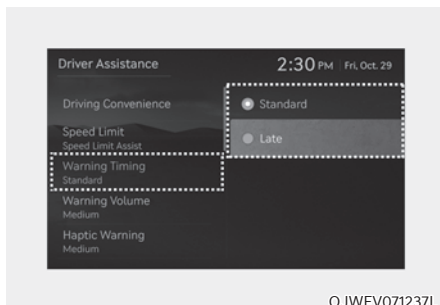 Driver Assistance
2:30 PM Fri, Oct. 29
Driving Convenience
Speed Limit
Speed Limit Assist
Warning Timing
Standard
Warning Volume
Medium
Haptic Warning
Medium
Standard
Late
OJWEV071237L